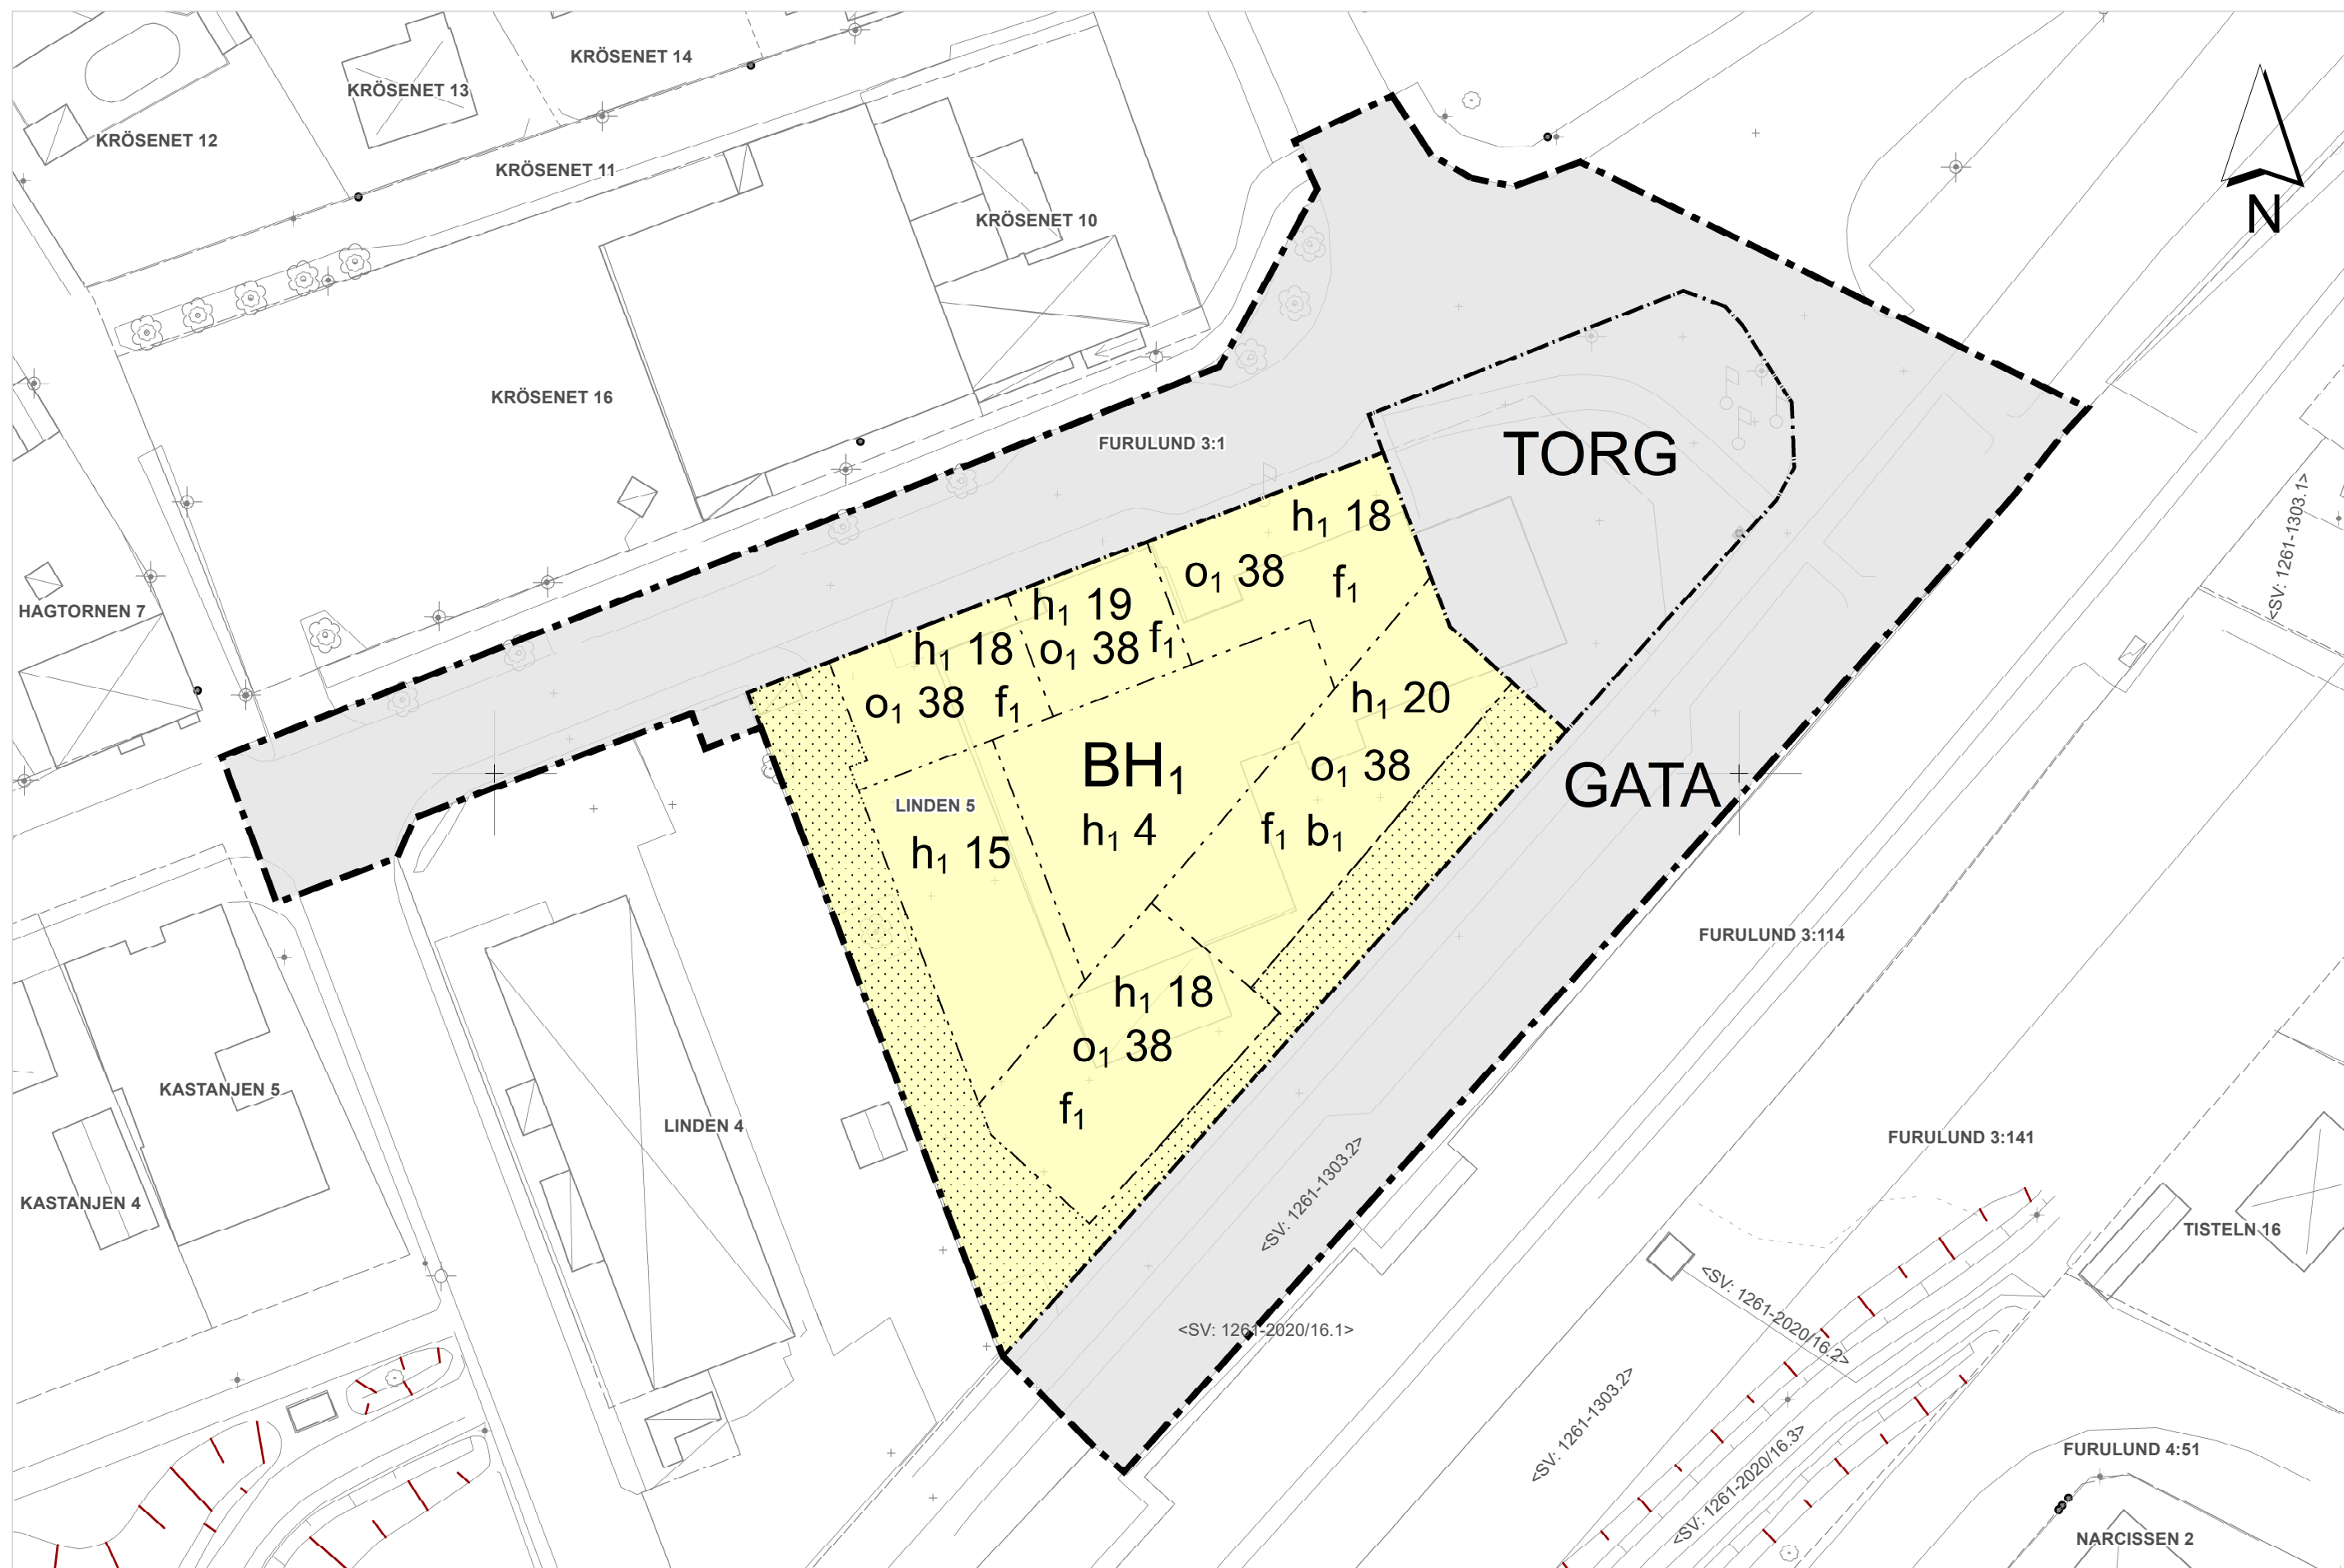 KRÖSENET 14
KRÖSENET 13
KRÖSENET 12
KRÖSENET 11
KRÖSENET 10
N
KRÖSENET 16
FURULUND 3:1
TORG
<SV: 1261-1303.1>
h₁ 18
o₁ 38
f₁
HAGTORNEN 7
h₁ 19
o₁ 38 f₁
h₁ 18
o₁ 38 f₁
h₁ 20
o₁ 38
f₁ b₁
BH₁
h₁ 4
GATA
LINDEN 5
h₁ 15
FURULUND 3:114
h₁ 18
o₁ 38
f₁
KASTANJEN 5
LINDEN 4
FURULUND 3:141
KASTANJEN 4
<SV: 1261-1303.2>
TISTELN 16
<SV: 1261-2020/16.1>
<SV: 1261-2020/16.2>
<SV: 1261-1303.2>
<SV: 1261-2020/16.3>
FURULUND 4:51
NARCISSEN 2